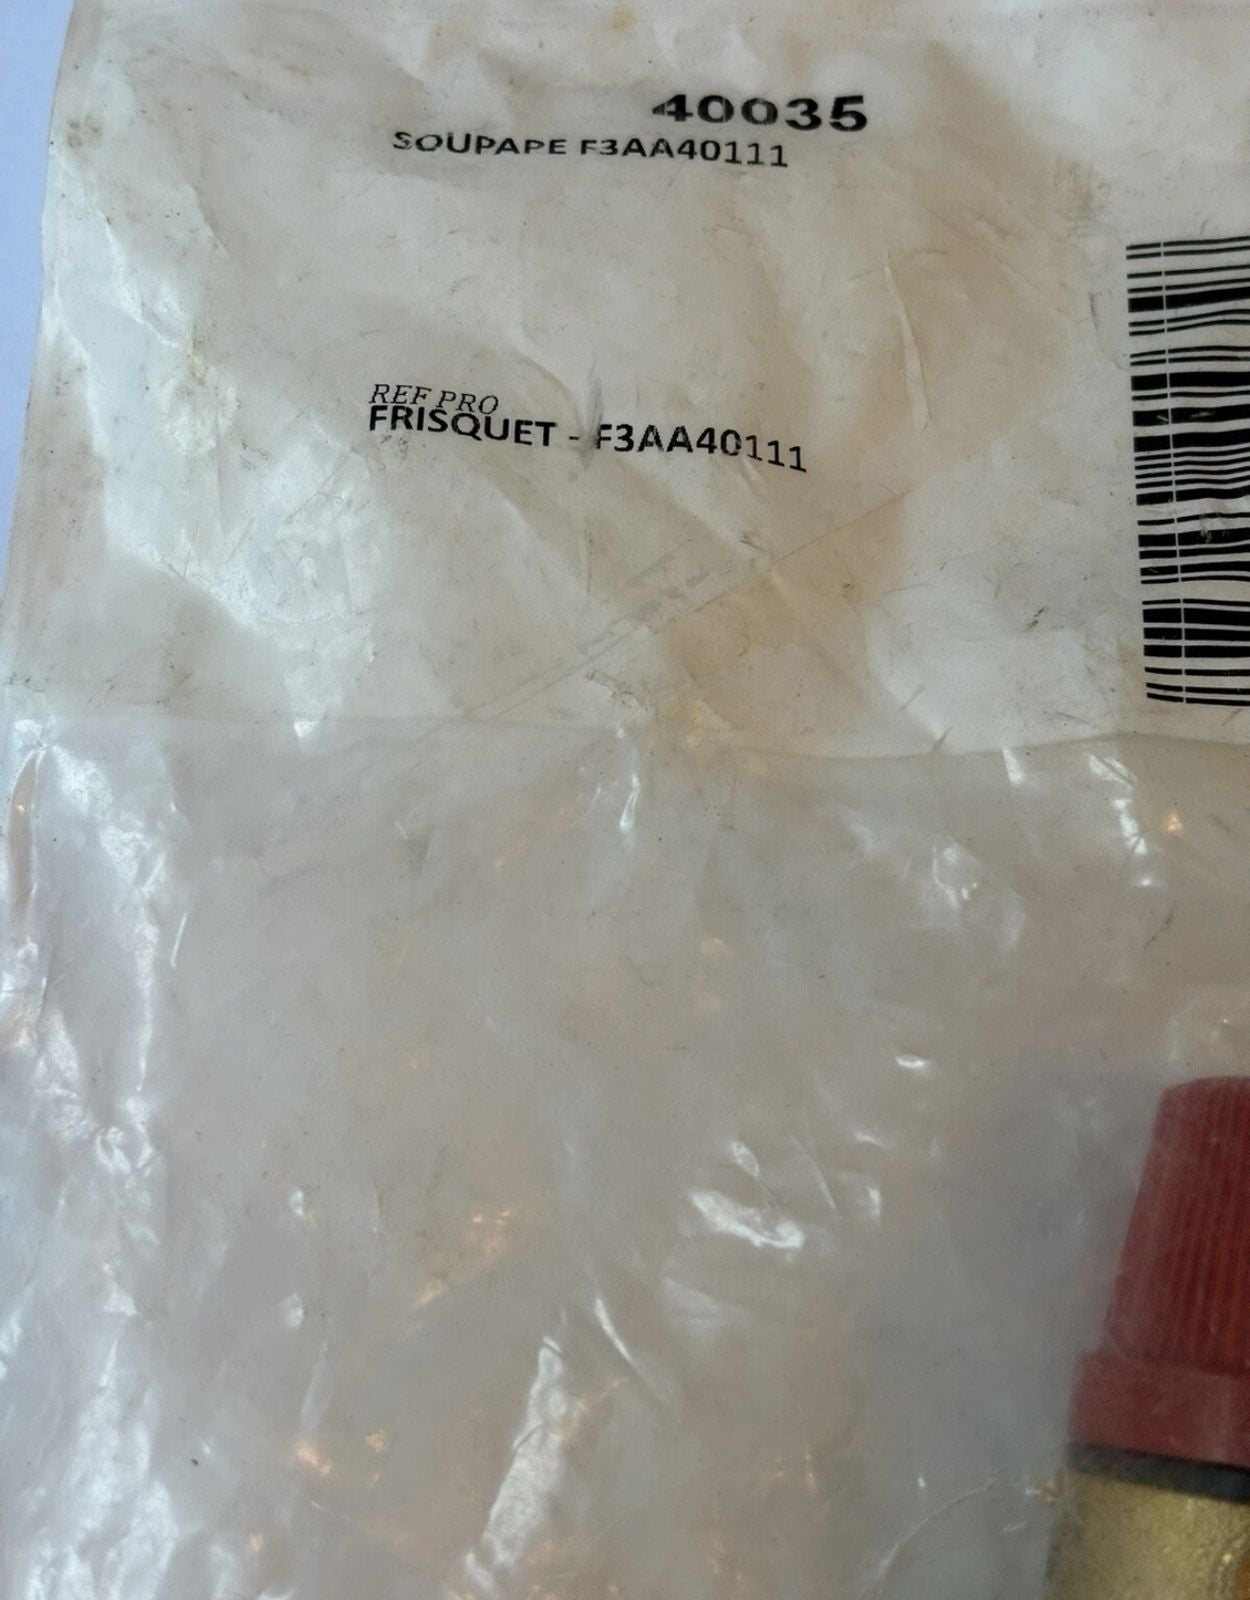 40035
SOUPAPE F3AA40111
REF PRO
FRISQUET - F3AA40111